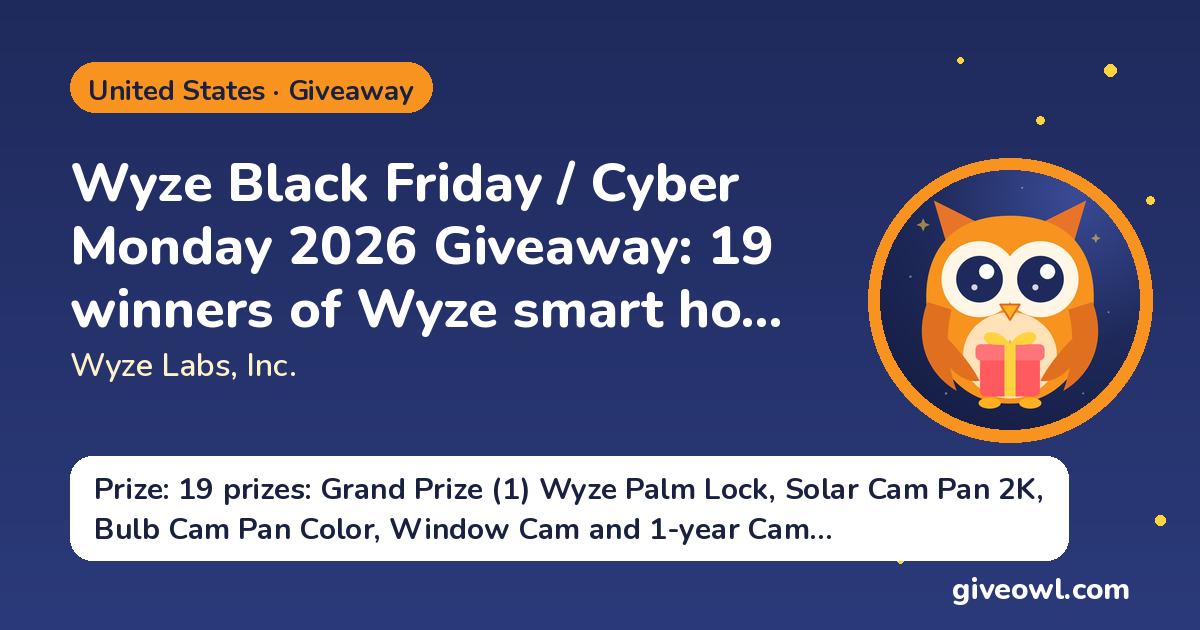 United States · Giveaway
Wyze Black Friday / Cyber
Monday 2026 Giveaway: 19
winners of Wyze smart ho...
Wyze Labs, Inc.
Prize: 19 prizes: Grand Prize (1) Wyze Palm Lock, Solar Cam Pan 2K,
Bulb Cam Pan Color, Window Cam and 1-year Cam...
giveowl.com